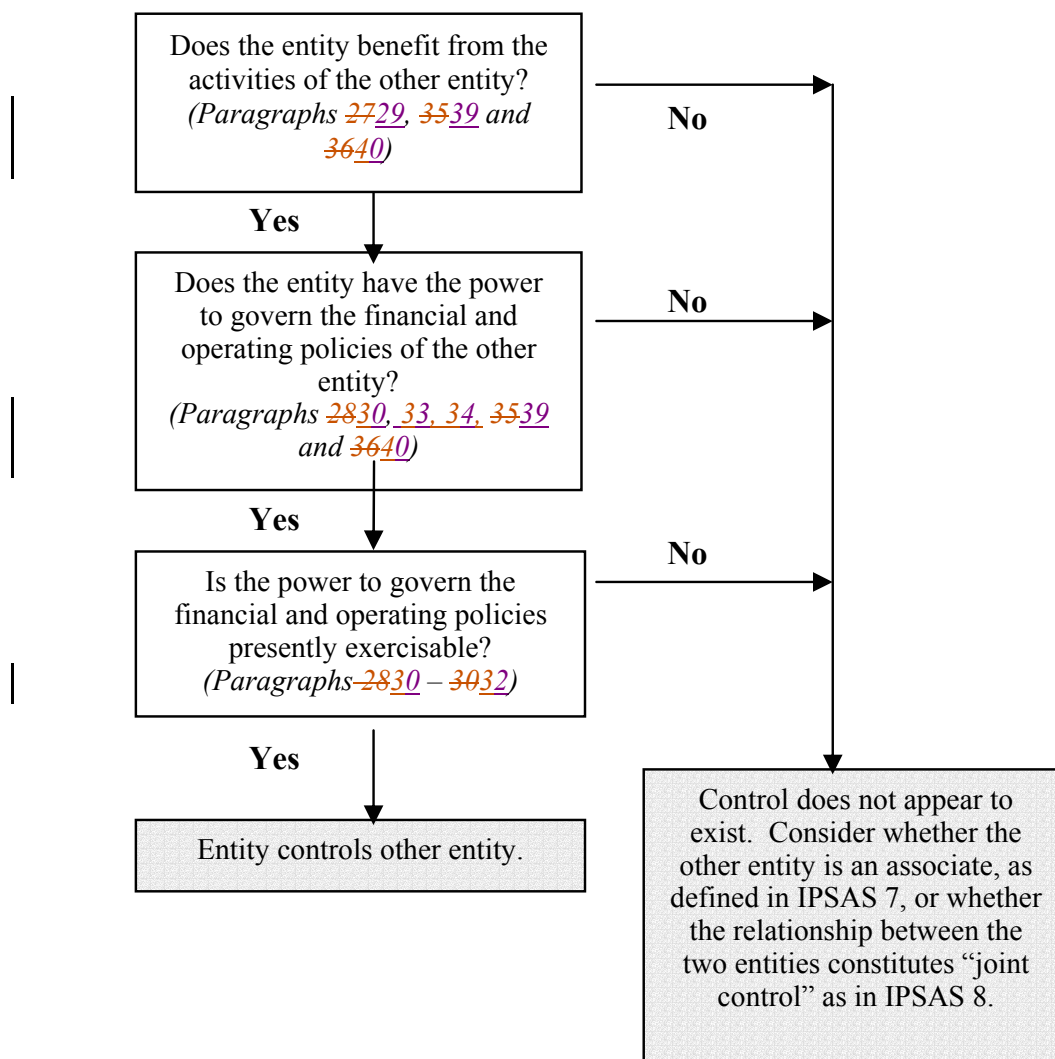 Does the entity benefit from the
activities of the other entity?
(Paragraphs 2729, 3539 and
3640)
No
Yes
Does the entity have the power
to govern the financial and
operating policies of the other
entity?
(Paragraphs 2830, 33, 34, 3539
and 3640)
No
Yes
Is the power to govern the
financial and operating policies
presently exercisable?
(Paragraphs 2830 – 3032)
No
Yes
Entity controls other entity.
Control does not appear to
exist. Consider whether the
other entity is an associate, as
defined in IPSAS 7, or whether
the relationship between the
two entities constitutes “joint
control” as in IPSAS 8.